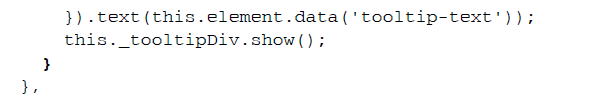 }).text(this.element.data('tooltip-text'));
this._tooltipDiv.show();
}
},